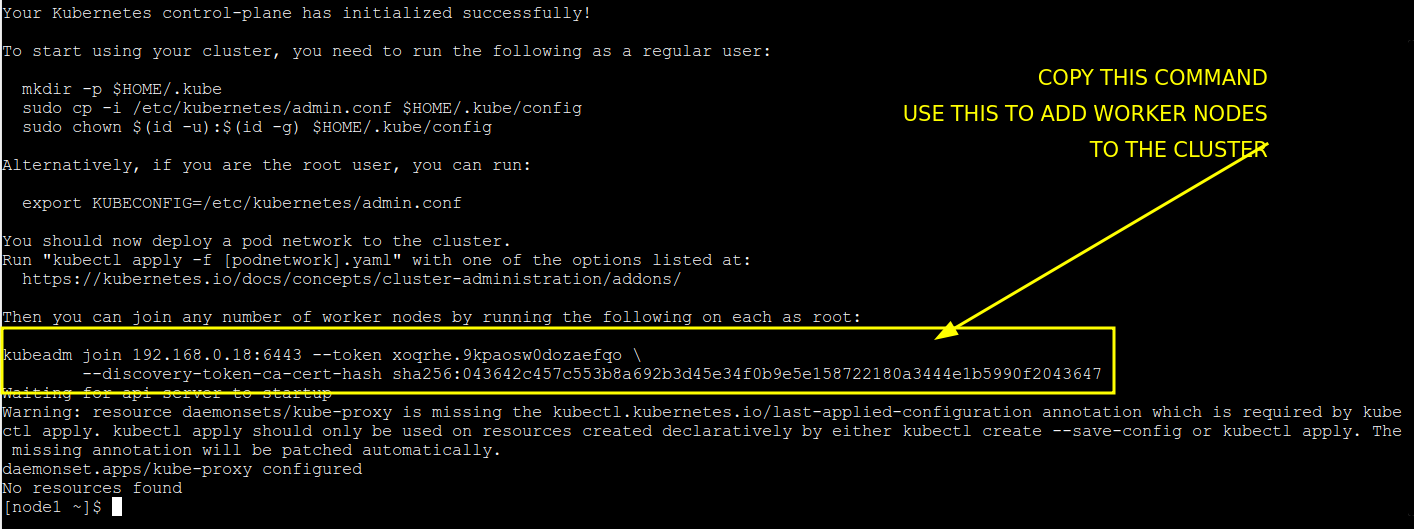 Your Kubernetes control-plane has initialized successfully!
To start using your cluster, you need to run the following as a regular user:
mkdir -p $HOME/.kube
sudo cp -i /etc/kubernetes/admin.conf $HOME/.kube/config
sudo chown $(id -u):$(id -g) $HOME/.kube/config
Alternatively, if you are the root user, you can run:
export KUBECONFIG=/etc/kubernetes/admin.conf
You should now deploy a pod network to the cluster.
Run "kubectl apply -f [podnetwork].yaml" with one of the options listed at:
https://kubernetes.io/docs/concepts/cluster-administration/addons/
Then you can join any number of worker nodes by running the following on each as root:
kubeadm join 192.168.0.18:6443 --token xoqrhe.9kpaosw0dozaefqo \
--discovery-token-ca-cert-hash sha256:043642c457c553b8a692b3d45e34f0b9e5e158722180a3444e1b5990f2043647
Waiting for api server to startup
Warning: resource daemonsets/kube-proxy is missing the kubectl.kubernetes.io/last-applied-configuration annotation which is required by kube
ctl apply. kubectl apply should only be used on resources created declaratively by either kubectl create --save-config or kubectl apply. The
missing annotation will be patched automatically.
daemonset.apps/kube-proxy configured
No resources found
[node1 ~]$
COPY THIS COMMAND
USE THIS TO ADD WORKER NODES
TO THE CLUSTER